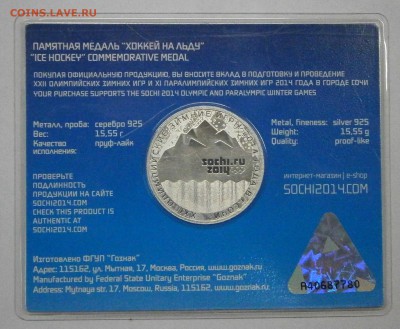 COINS.LAVE.RU
ПАМЯТНАЯ МЕДАЛЬ "ХОККЕЙ НА ЛЬДУ"
"ICE HOCKEY" COMMEMORATIVE MEDAL
ПОКУПАЯ ОФИЦИАЛЬНУЮ ПРОДУКЦИЮ, ВЫ ВНОСИТЕ ВКЛАД В ПОДГОТОВКУ И ПРОВЕДЕНИЕ
XXII ОЛИМПИЙСКИХ ЗИМНИХ ИГР И XI ПАРАЛИМПИЙСКИХ ЗИМНИХ ИГР 2014 ГОДА В ГОРОДЕ СОЧИ
YOUR PURCHASE SUPPORTS THE SOCHI 2014 OLYMPIC AND PARALYMPIC WINTER GAMES
Металл, проба: серебро 925
Вес: 15,55 г
Качество пруф-лайк
исполнения:
Metal, fineness: silver 925
Weight: 15,55 g
Quality: proof-like
sochi.ru
2014
ПРОВЕРЬТЕ
ПОДЛИННОСТЬ
ПРОДУКЦИИ НА САЙТЕ
SOCHI2014.COM
CHECK THIS PRODUCT IS
AUTHENTIC AT
SOCHI2014.COM
ИНТЕРНЕТ-МАГАЗИН | e-shop
SOCHI2014.COM
Изготовлено ФГУП "Гознак"
Адрес: 115162, ул. Мытная, 17, Москва, Россия, www.goznak.ru
Manufactured by Federal State Unitary Enterprise "Goznak"
Address: Mytnaya str. 17, Moscow, Russia, 115162, www.goznak.ru
A40687780